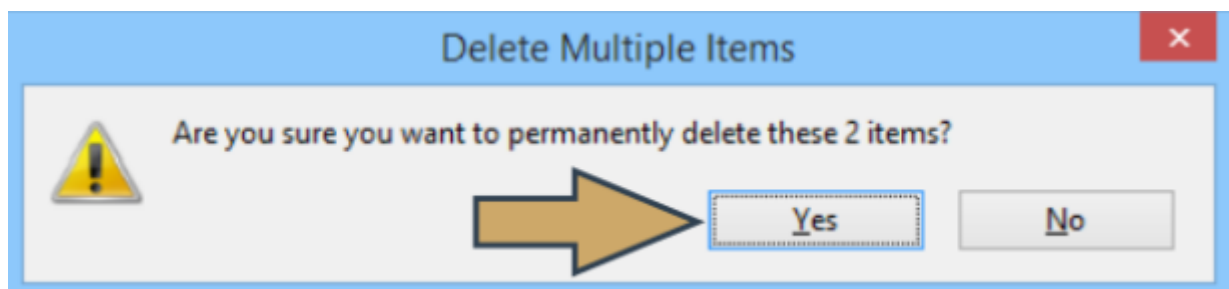 Delete Multiple Items
Are you sure you want to permanently delete these 2 items?
Yes No